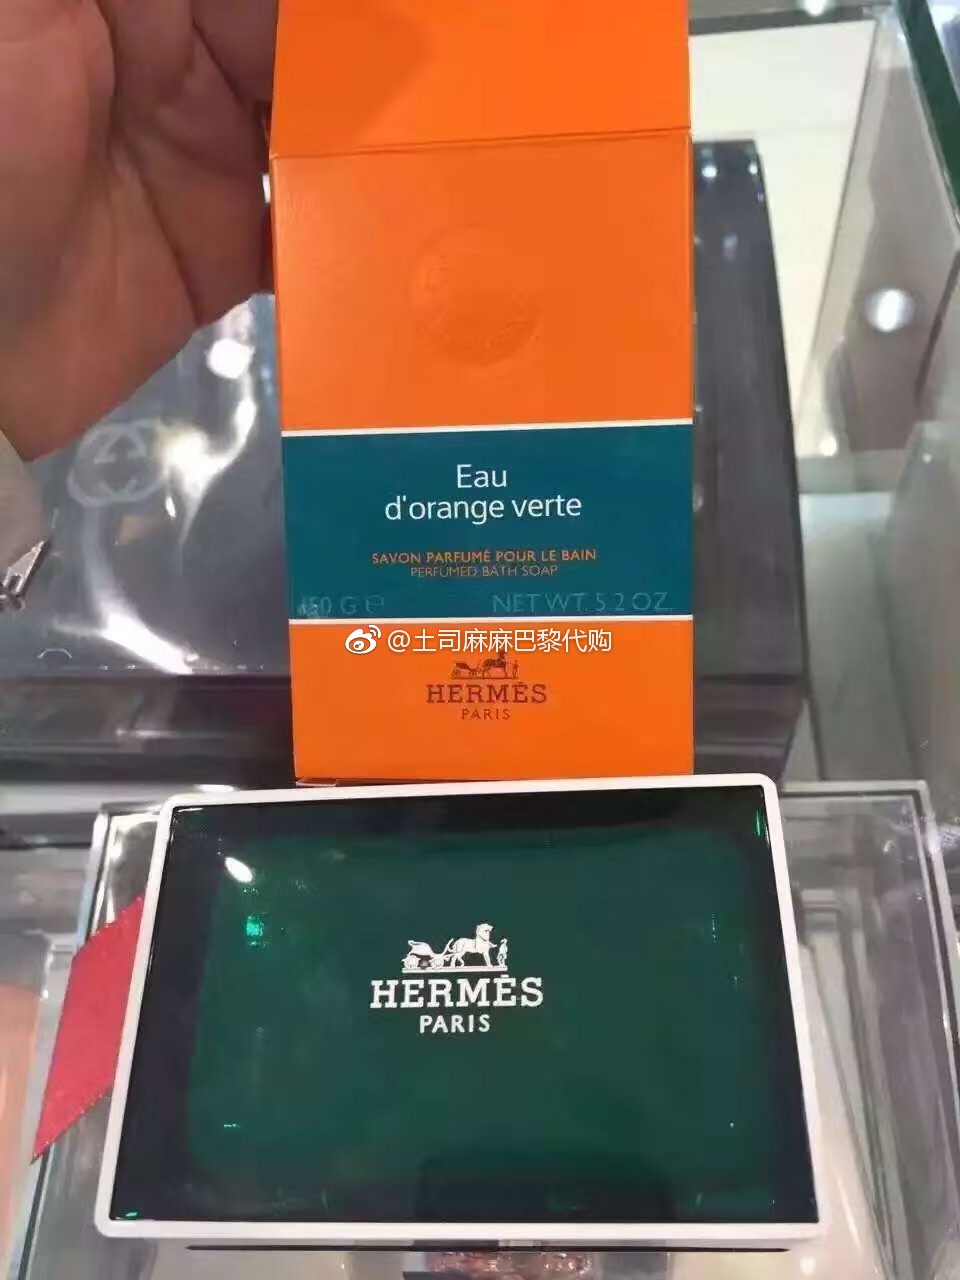 Eau
d'orange verte
SAVON PARFUMÉ POUR LE BAIN
PERFUMED BATH SOAP
150 G ℮ NET WT. 5.2 OZ.
@土司麻麻巴黎代购
HERMÈS
PARIS
HERMÈS
PARIS